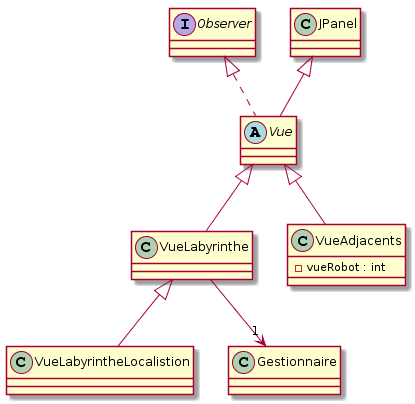 I Observer
C JPanel
A Vue
C VueLabyrinthe
C VueAdjacents
vueRobot : int
1
C VueLabyrintheLocalistion
C Gestionnaire